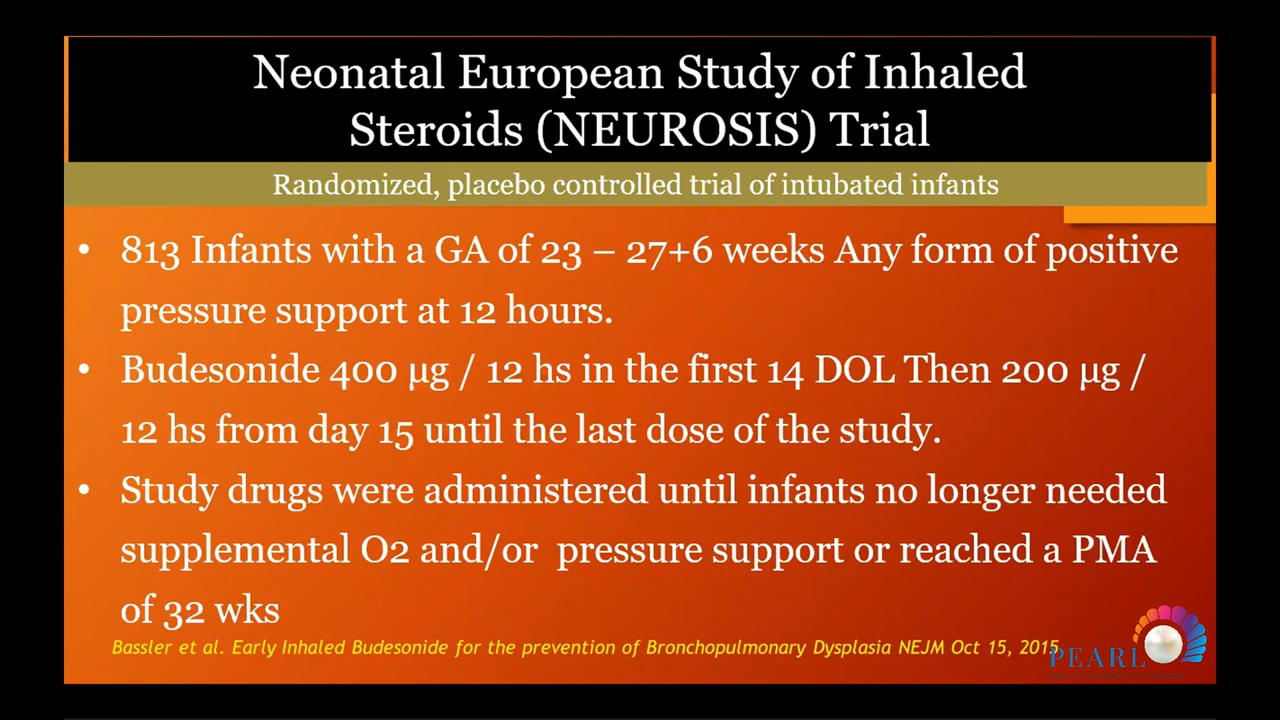 Neonatal European Study of Inhaled
Steroids (NEUROSIS) Trial
Randomized, placebo controlled trial of intubated infants
• 813 Infants with a GA of 23 – 27+6 weeks Any form of positive
pressure support at 12 hours.
• Budesonide 400 µg / 12 hs in the first 14 DOL Then 200 µg /
12 hs from day 15 until the last dose of the study.
• Study drugs were administered until infants no longer needed
supplemental O2 and/or pressure support or reached a PMA
of 32 wks
Bassler et al. Early Inhaled Budesonide for the prevention of Bronchopulmonary Dysplasia NEJM Oct 15, 2015
PEARL